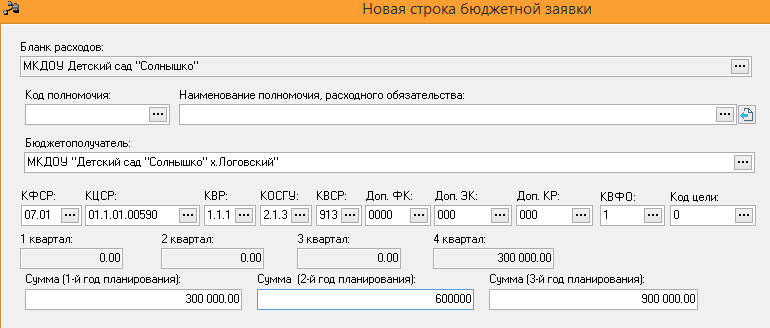 Новая строка бюджетной заявки
Бланк расходов:
МКДОУ Детский сад "Солнышко"
Код полномочия: Наименование полномочия, расходного обязательства:
Бюджетополучатель:
МКДОУ "Детский сад "Солнышко" х.Логовский"
КФСР: КЦСР: КВР: КОСГУ: КВСР: Доп. ФК: Доп. ЭК: Доп. КР: КВФО: Код цели:
07.01 01.1.01.00590 1.1.1 2.1.3 913 0000 000 000 1 0
1 квартал: 2 квартал: 3 квартал: 4 квартал:
0.00 0.00 0.00 300 000.00
Сумма (1-й год планирования): Сумма (2-й год планирования): Сумма (3-й год планирования):
300 000.00 600000 900 000.00